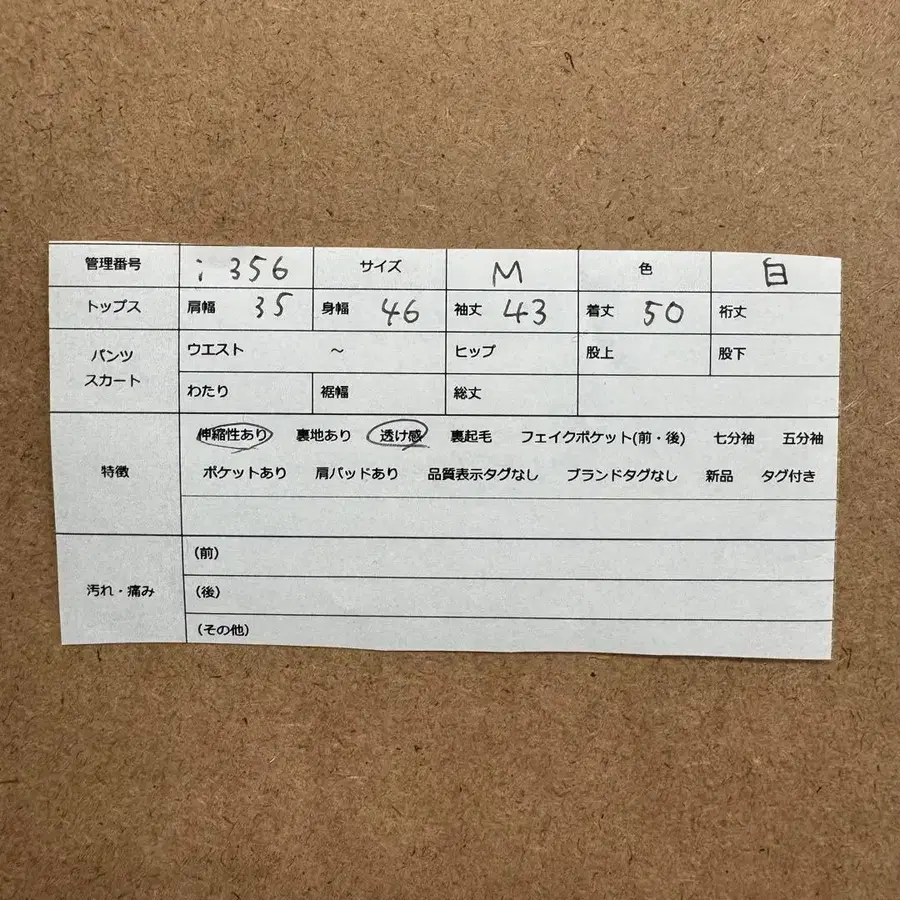 管理番号 i 356 サイズ M 色 白
トップス 肩幅 35 身幅 46 袖丈 43 着丈 50 裄丈
パンツ スカート ウエスト ～ ヒップ 股上 股下
わたり 裾幅 総丈
特徴 伸縮性あり 裏地あり 透け感 裏起毛 フェイクポケット(前・後) 七分袖 五分袖
ポケットあり 肩パッドあり 品質表示タグなし ブランドタグなし 新品 タグ付き
汚れ・痛み (前)
(後)
(その他)